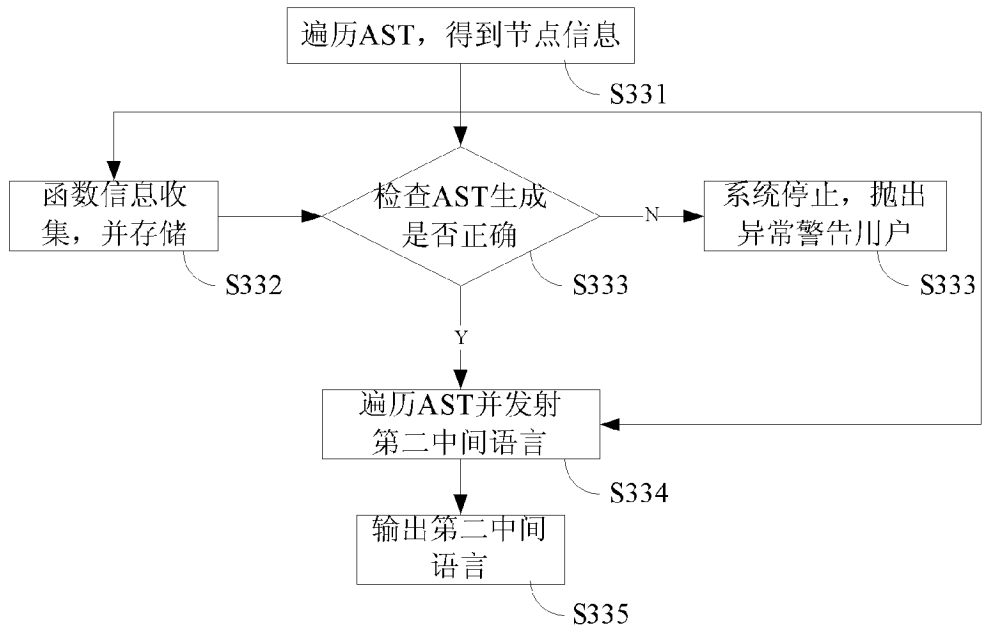 遍历AST，得到节点信息
S331
函数信息收
集，并存储
S332
检查AST生成
是否正确
S333
N
系统停止，抛出
异常警告用户
S333
Y
遍历AST并发射
第二中间语言
S334
输出第二中间
语言
S335